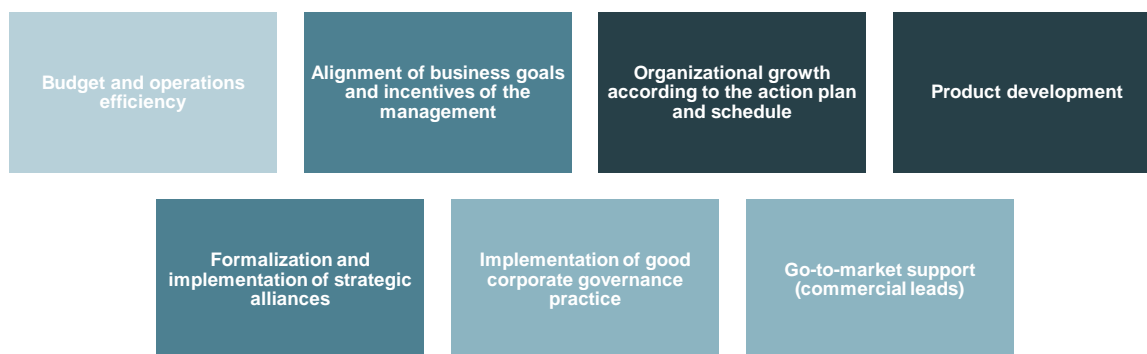 Budget and operations
efficiency
Alignment of business goals
and incentives of the
management
Organizational growth
according to the action plan
and schedule
Product development
Formalization and
implementation of strategic
alliances
Implementation of good
corporate governance
practice
Go-to-market support
(commercial leads)